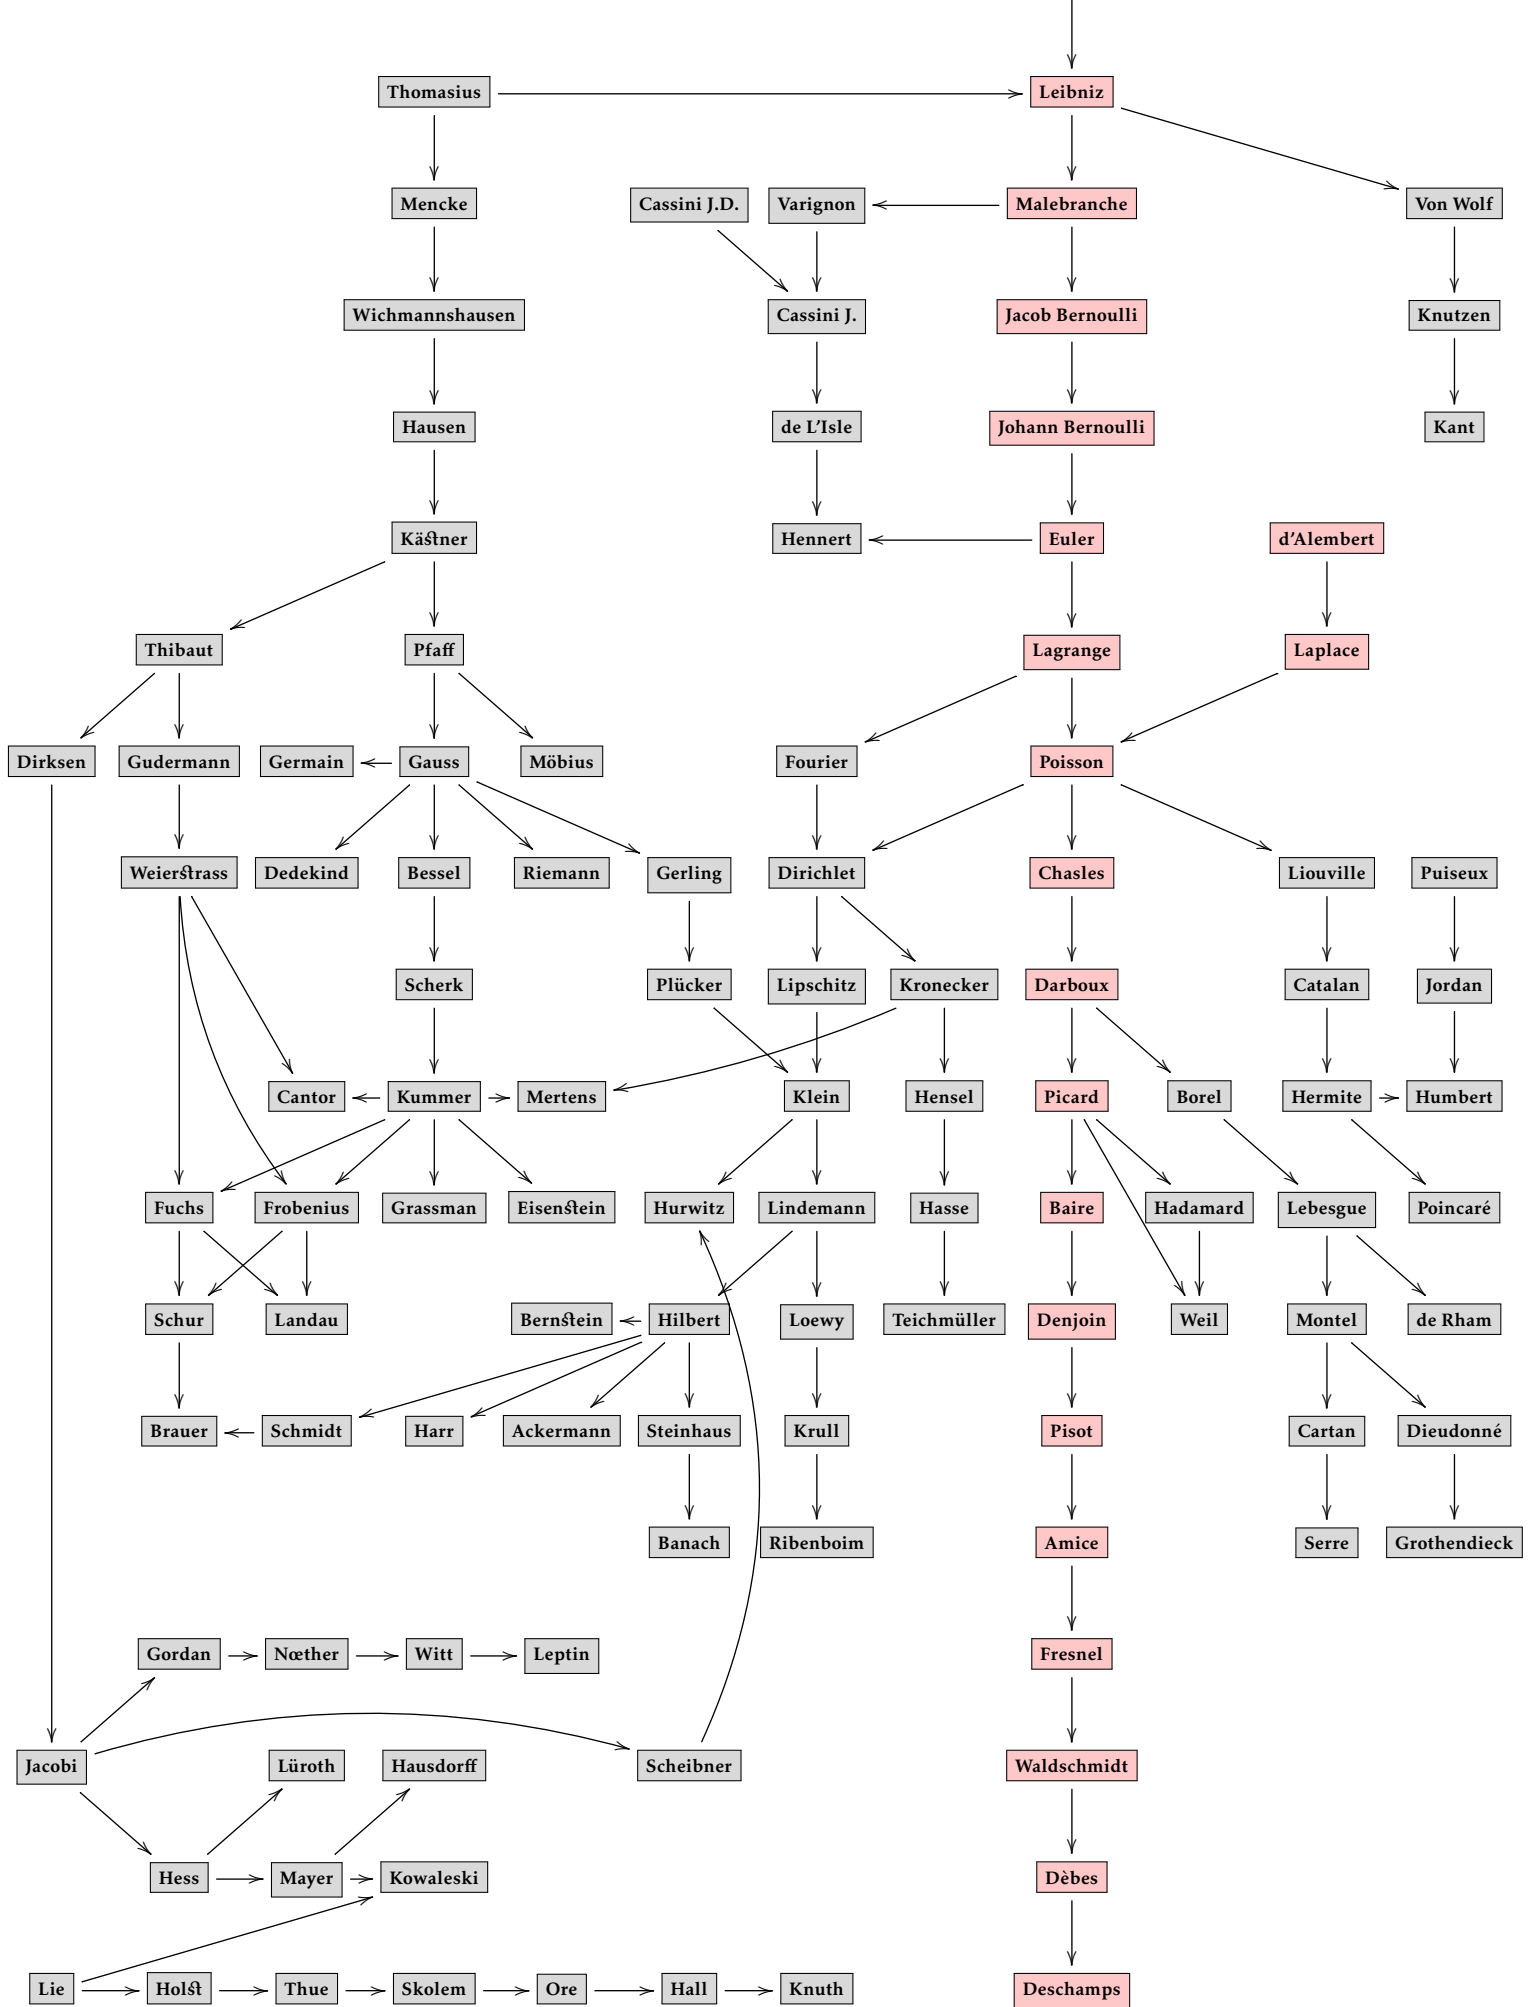 Thomasius Leibniz
Mencke Cassini J.D. Varignon Malebranche Von Wolf
Wichmannshausen Cassini J. Jacob Bernoulli Knutzen
Hausen de L'Isle Johann Bernoulli Kant
Kästner Hennert Euler d'Alembert
Thibaut Pfaff Lagrange Laplace
Dirksen Gudermann Germain Gauss Möbius Fourier Poisson
Weierstrass Dedekind Bessel Riemann Gerling Dirichlet Chasles Liouville Puiseux
Scherk Plücker Lipschitz Kronecker Darboux Catalan Jordan
Cantor Kummer Mertens Klein Hensel Picard Borel Hermite Humbert
Fuchs Frobenius Grassman Eisenstein Hurwitz Lindemann Hasse Baire Hadamard Lebesgue Poincaré
Schur Landau Bernstein Hilbert Loewy Teichmüller Denjoin Weil Montel de Rham
Brauer Schmidt Harr Ackermann Steinhaus Krull Pisot Cartan Dieudonné
Banach Ribenboim Amice Serre Grothendieck
Gordan Nœther Witt Leptin Fresnel
Jacobi Lüroth Hausdorff Scheibner Waldschmidt
Hess Mayer Kowaleski Dèbes
Lie Holst Thue Skolem Ore Hall Knuth Deschamps